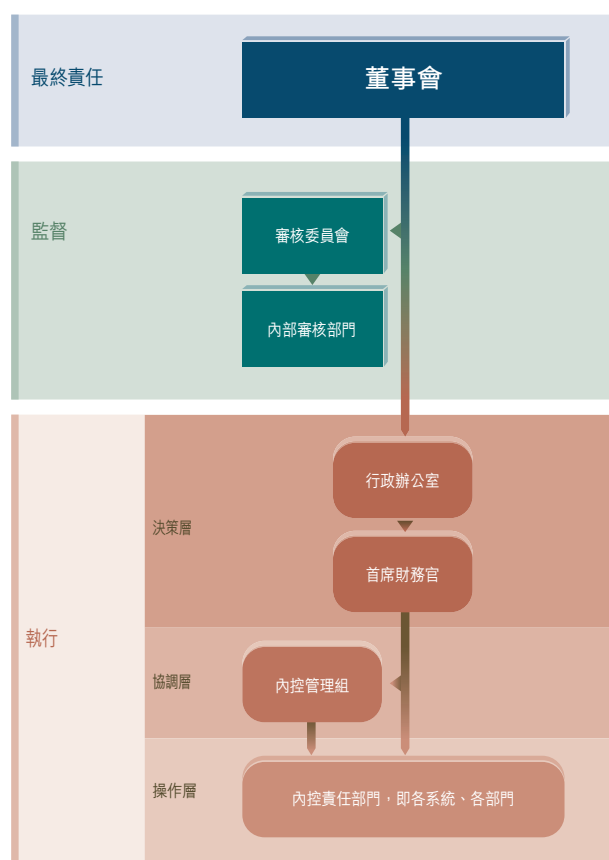 最終責任
董事會
監督
審核委員會
內部審核部門
執行
決策層
行政辦公室
首席財務官
協調層
內控管理組
操作層
內控責任部門，即各系統、各部門